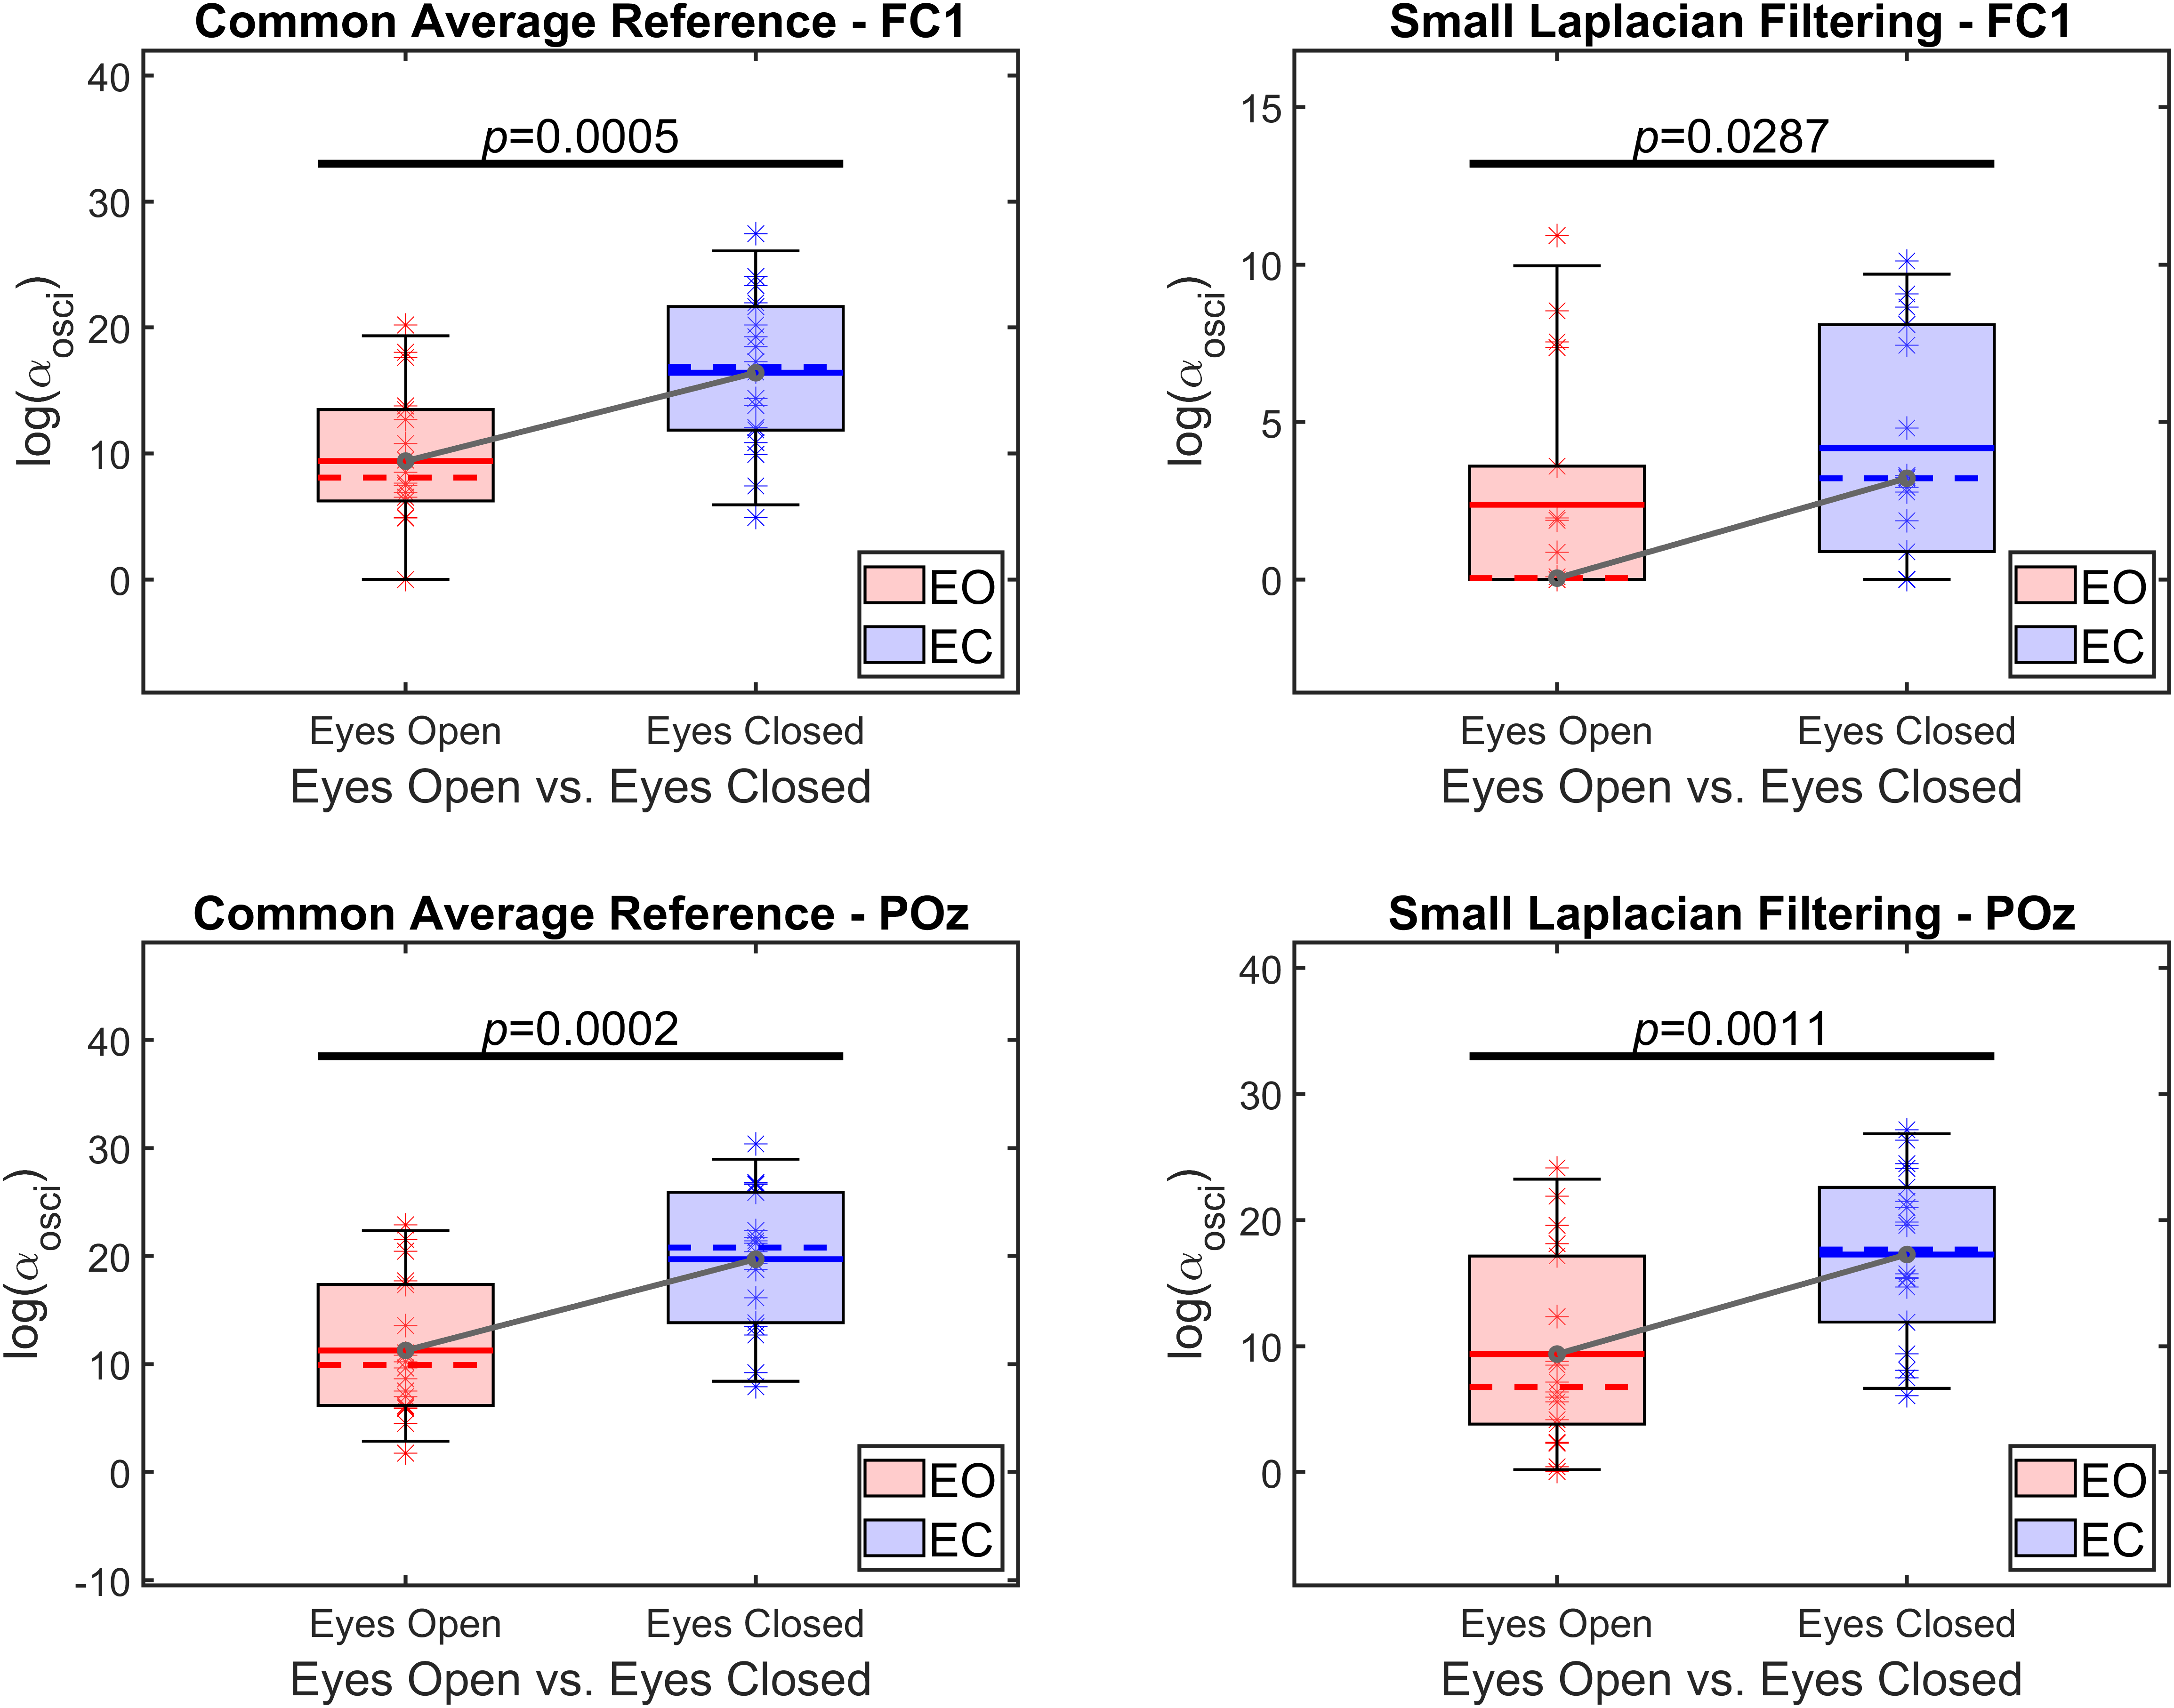 Common Average Reference - FC1
40
30
20
10
0
log(α_osci)
p=0.0005
EO
EC
Eyes Open
Eyes Closed
Eyes Open vs. Eyes Closed
Small Laplacian Filtering - FC1
15
10
5
0
log(α_osci)
p=0.0287
EO
EC
Eyes Open
Eyes Closed
Eyes Open vs. Eyes Closed
Common Average Reference - POz
40
30
20
10
0
-10
log(α_osci)
p=0.0002
EO
EC
Eyes Open
Eyes Closed
Eyes Open vs. Eyes Closed
Small Laplacian Filtering - POz
40
30
20
10
0
log(α_osci)
p=0.0011
EO
EC
Eyes Open
Eyes Closed
Eyes Open vs. Eyes Closed